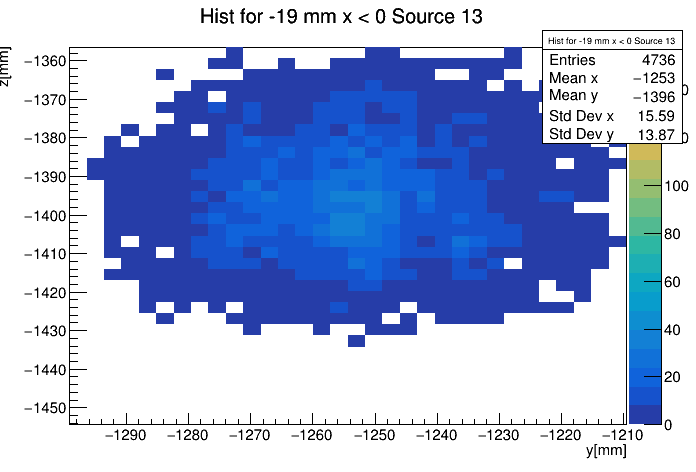 Hist for -19 mm x < 0 Source 13
z[mm]
Hist for -19 mm x < 0 Source 13
Entries 4736
Mean x −1253
Mean y −1396
Std Dev x 15.59
Std Dev y 13.87
−1360
−1370
−1380
−1390
−1400
−1410
−1420
−1430
−1440
−1450
−1290 −1280 −1270 −1260 −1250 −1240 −1230 −1220 −1210
y[mm]
100
80
60
40
20
0